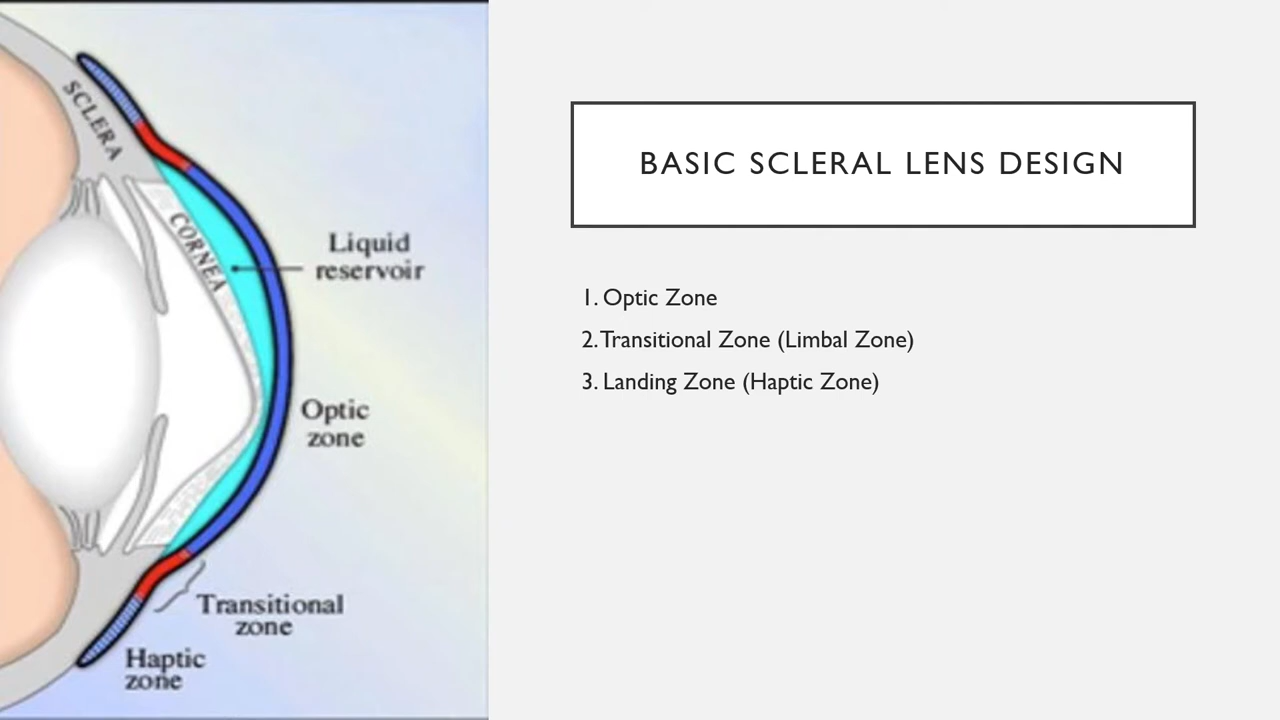 SCLERA
CORNEA
Liquid
reservoir
Optic
zone
Transitional
zone
Haptic
zone
BASIC SCLERAL LENS DESIGN
1. Optic Zone
2. Transitional Zone (Limbal Zone)
3. Landing Zone (Haptic Zone)